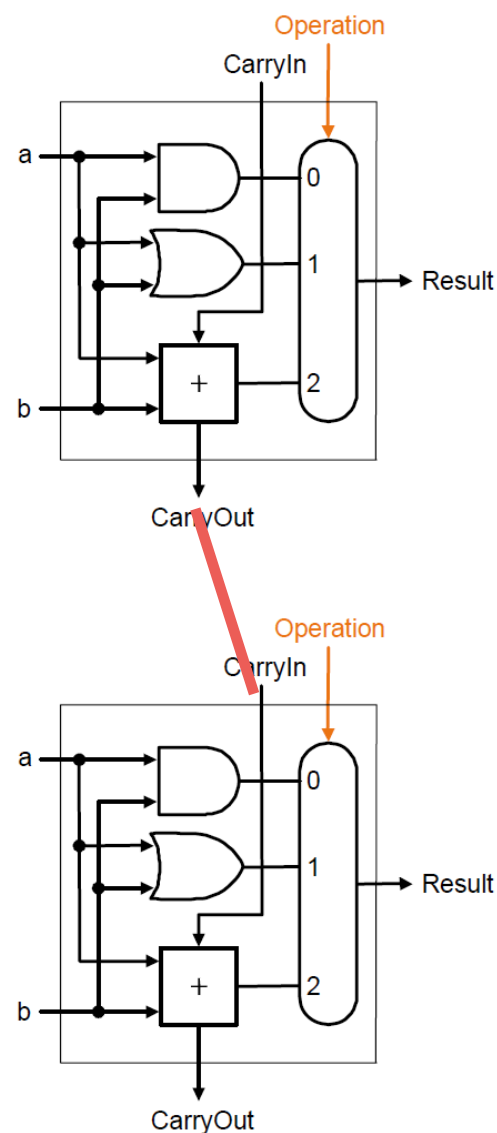 Operation
CarryIn
a
0
1
Result
+
2
b
CarryOut
Operation
CarryIn
a
0
1
Result
+
2
b
CarryOut